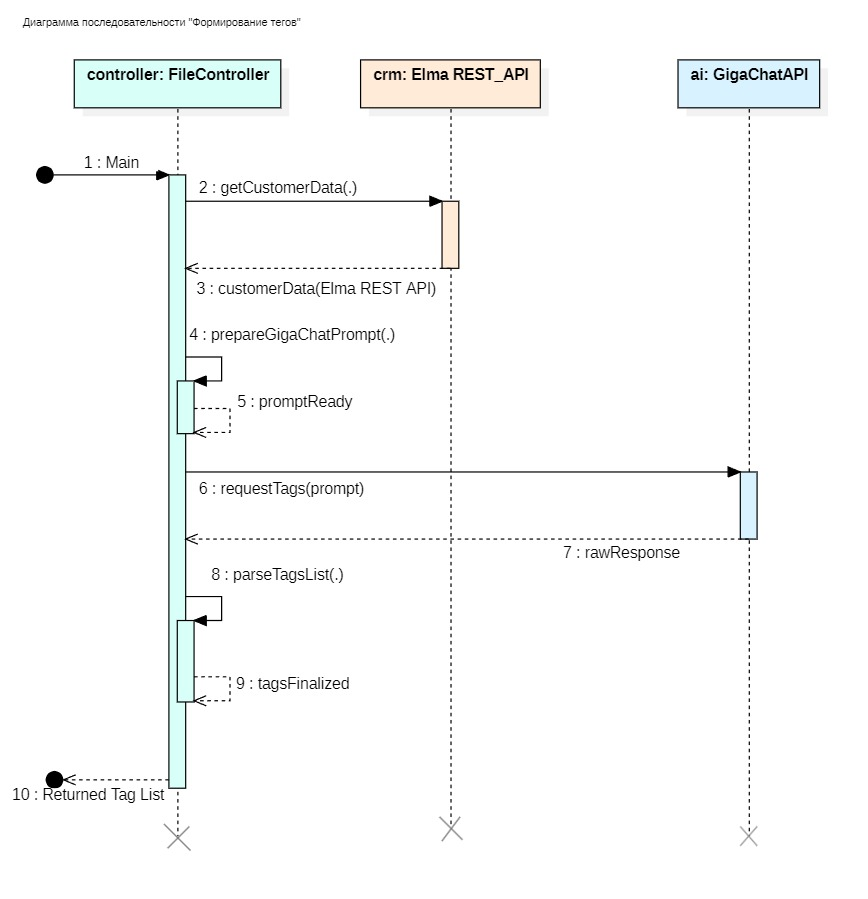 Диаграмма последовательности "Формирование тегов"
controller: FileController
crm: Elma REST_API
ai: GigaChatAPI
1 : Main
2 : getCustomerData(.)
3 : customerData(Elma REST API)
4 : prepareGigaChatPrompt(.)
5 : promptReady
6 : requestTags(prompt)
7 : rawResponse
8 : parseTagsList(.)
9 : tagsFinalized
10 : Returned Tag List